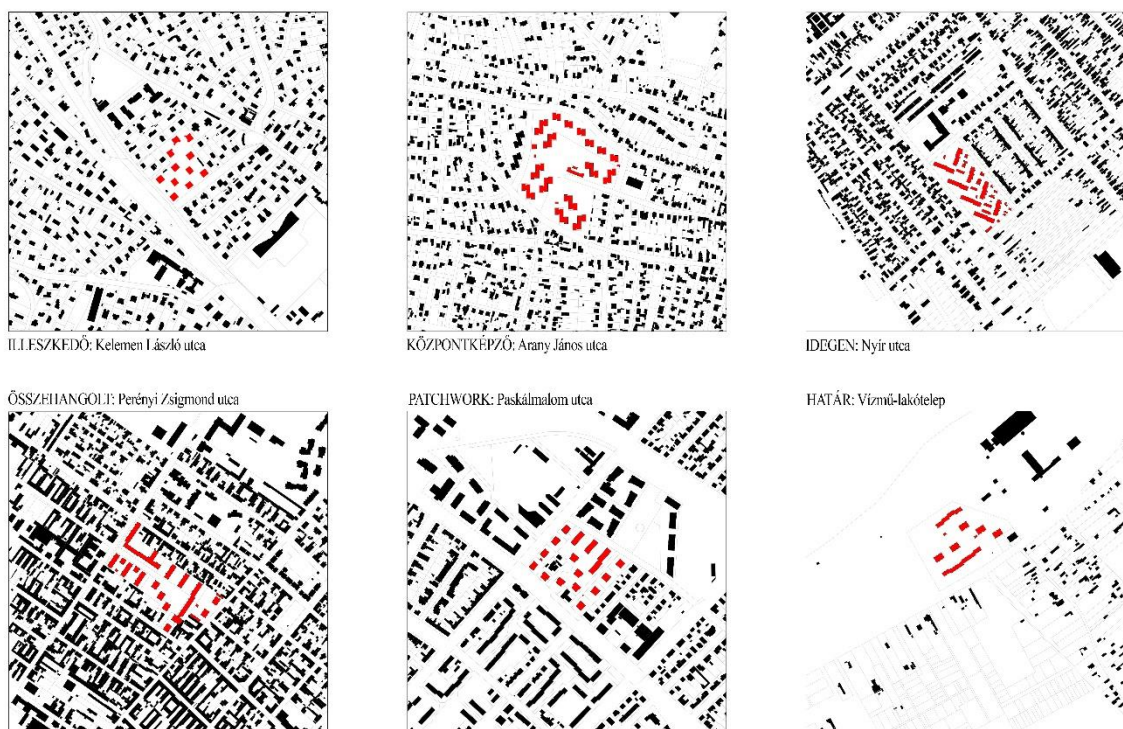 ILLESZKEDŐ: Kelemen László utca
KÖZPONTKÉPZŐ: Arany János utca
IDEGEN: Nyír utca
ÖSSZEHANGOLT: Perényi Zsigmond utca
PATCHWORK: Paskálmalom utca
HATÁR: Vízmű-lakótelep